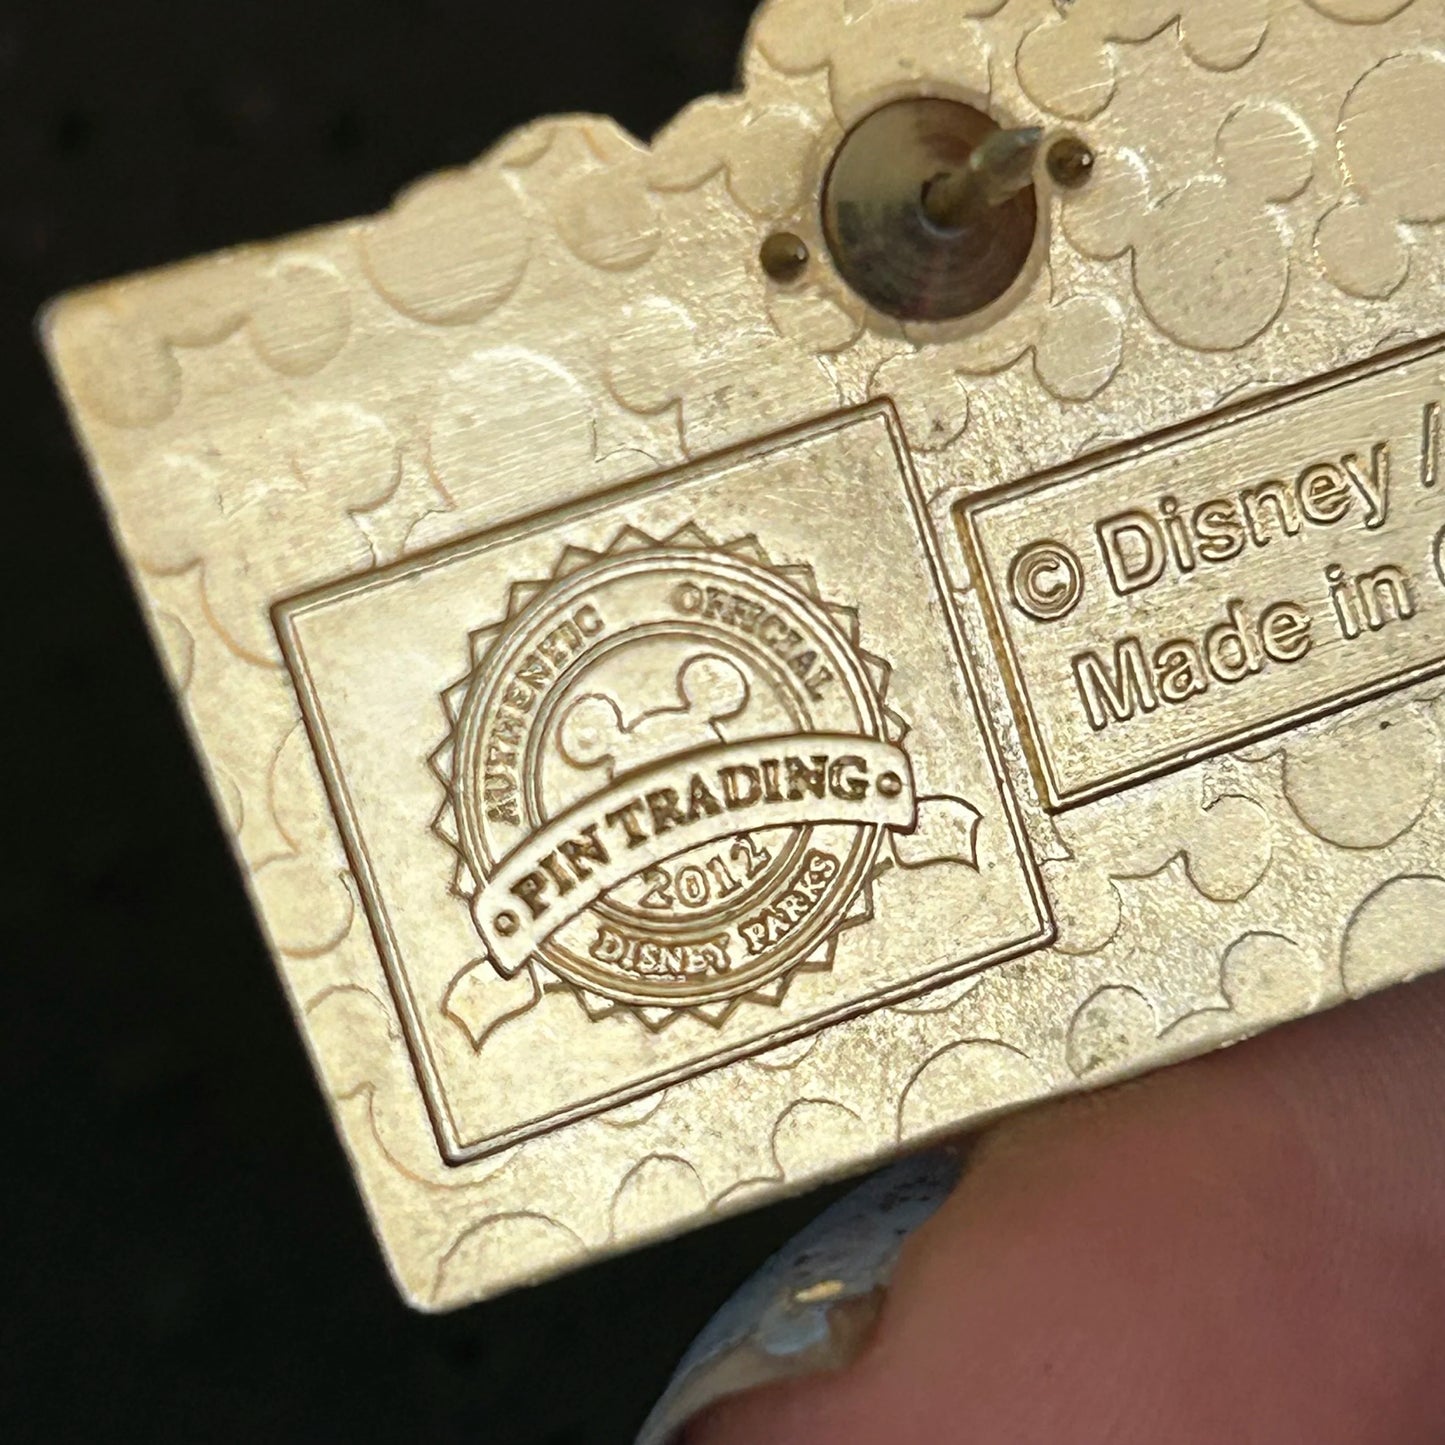 AUTHENTIC OFFICIAL
PIN TRADING
2012
DISNEY PARKS
© Disney
Made in